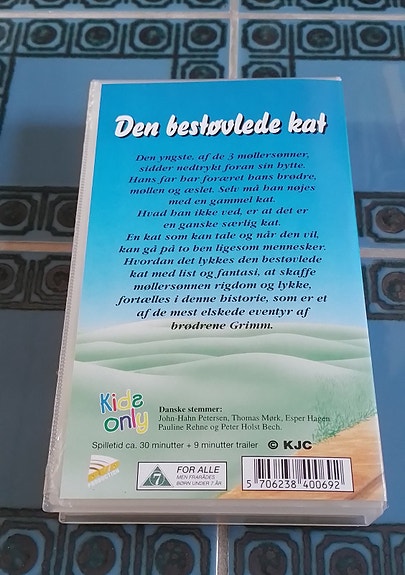 Den bestøvlede kat
Den yngste, af de 3 møllersønner,
sidder nedtrykt foran sin hytte.
Hans far har foræret hans brødre,
møllen og æslet. Selv må han nøjes
med en gammel kat.
Hvad han ikke ved, er at det er
en ganske særlig kat.
En kat som kan tale og når den vil,
kan gå på to ben ligesom mennesker.
Hvordan det lykkes den bestøvlede
kat med list og fantasi, at skaffe
møllersønnen rigdom og lykke,
fortælles i denne historie, som er et
af de mest elskede eventyr af
brødrene Grimm.
Kids
only
Danske stemmer:
John-Hahn Petersen, Thomas Mørk, Esper Hagen
Pauline Rehne og Peter Holst Bech.
Spilletid ca. 30 minutter + 9 minutter trailer © KJC
PRODUCTION
7
FOR ALLE
MEN FRARÅDES
BØRN UNDER 7 ÅR
5 706238 400692